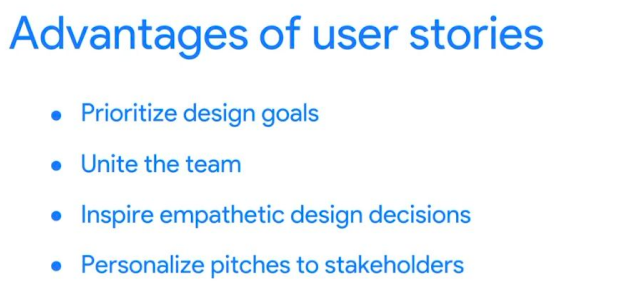 Advantages of user stories
• Prioritize design goals
• Unite the team
• Inspire empathetic design decisions
• Personalize pitches to stakeholders